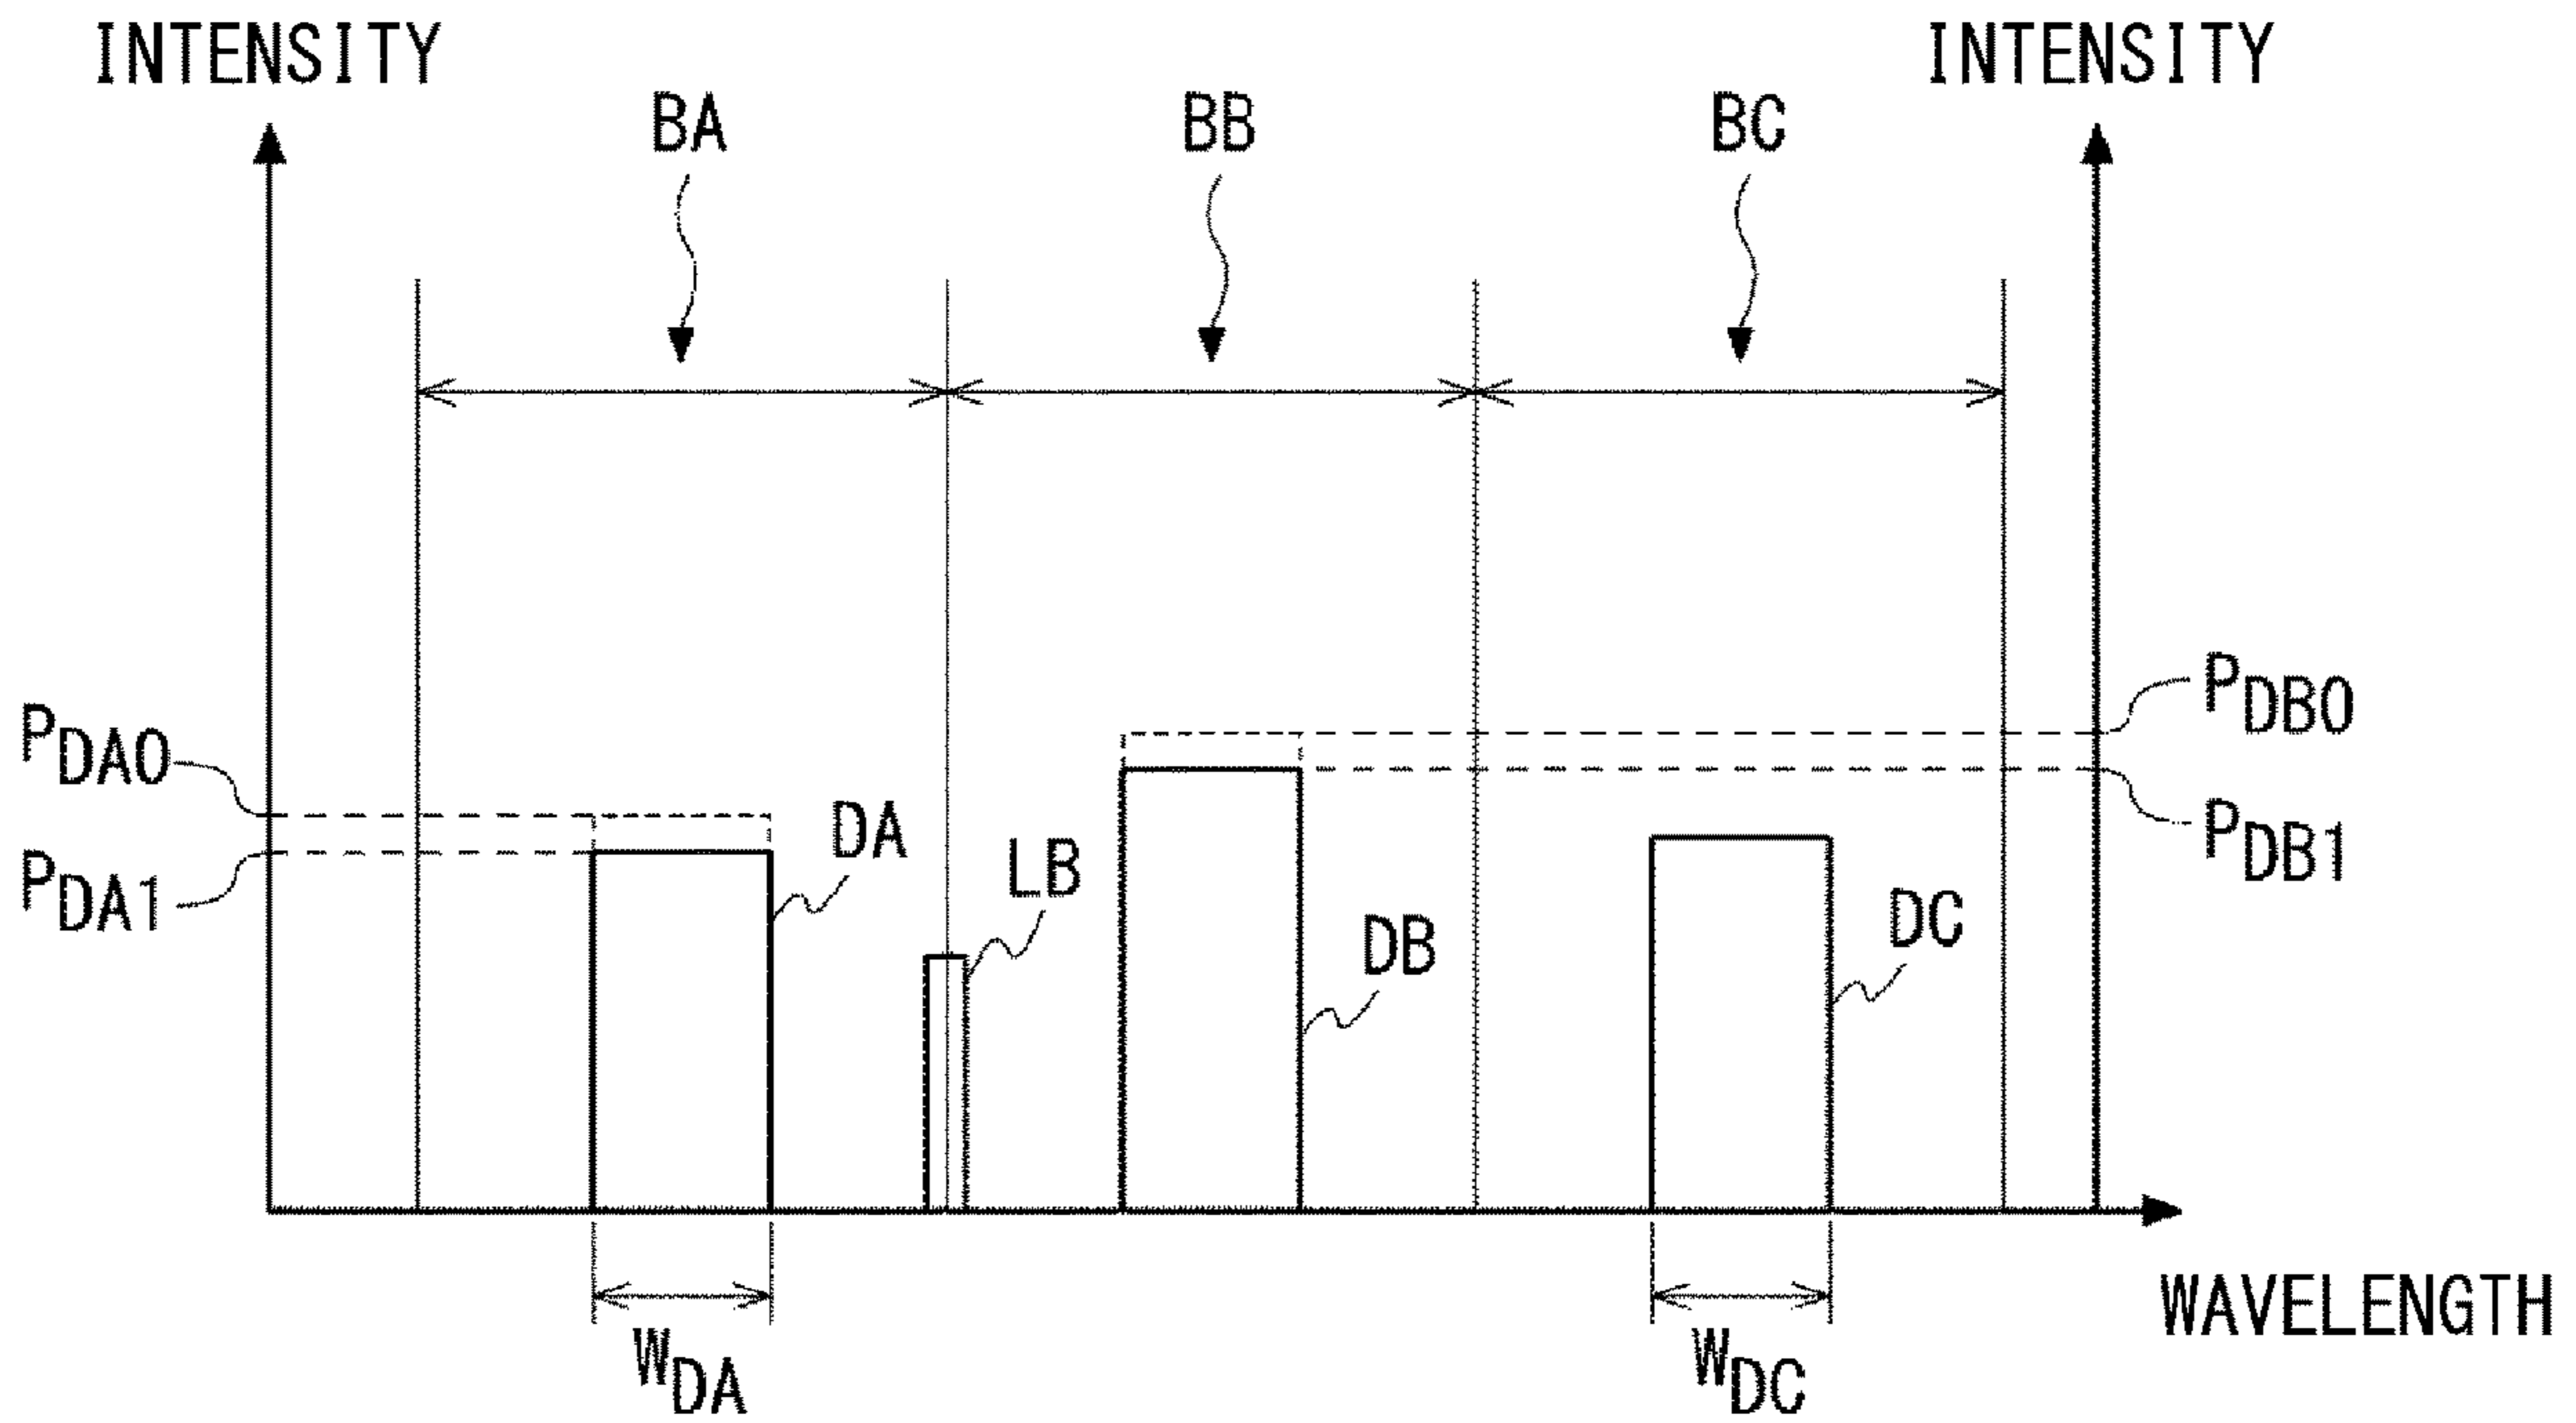 INTENSITY
INTENSITY
BA
BB
BC
PDB0
PDA0
DA
PDB1
LB
PDA1
DC
DB
WAVELENGTH
WDA
WDC